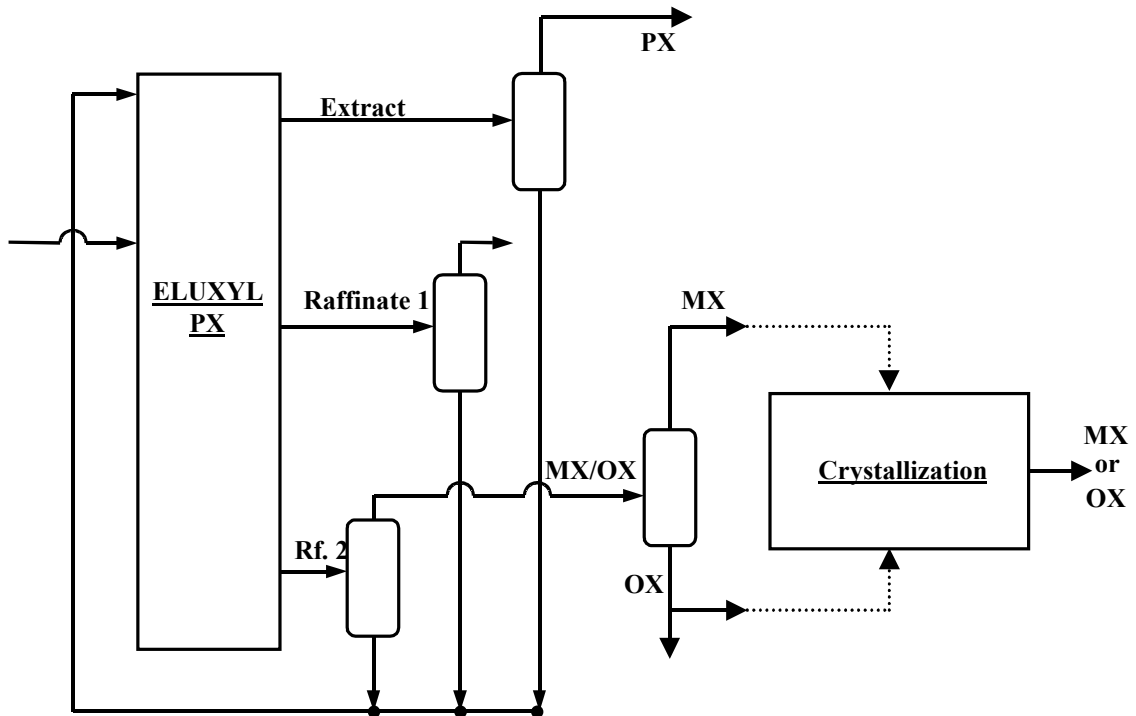 PX
Extract
ELUXYL
PX
Raffinate 1
MX
MX/OX
Crystallization
MX
or
OX
Rf. 2
OX